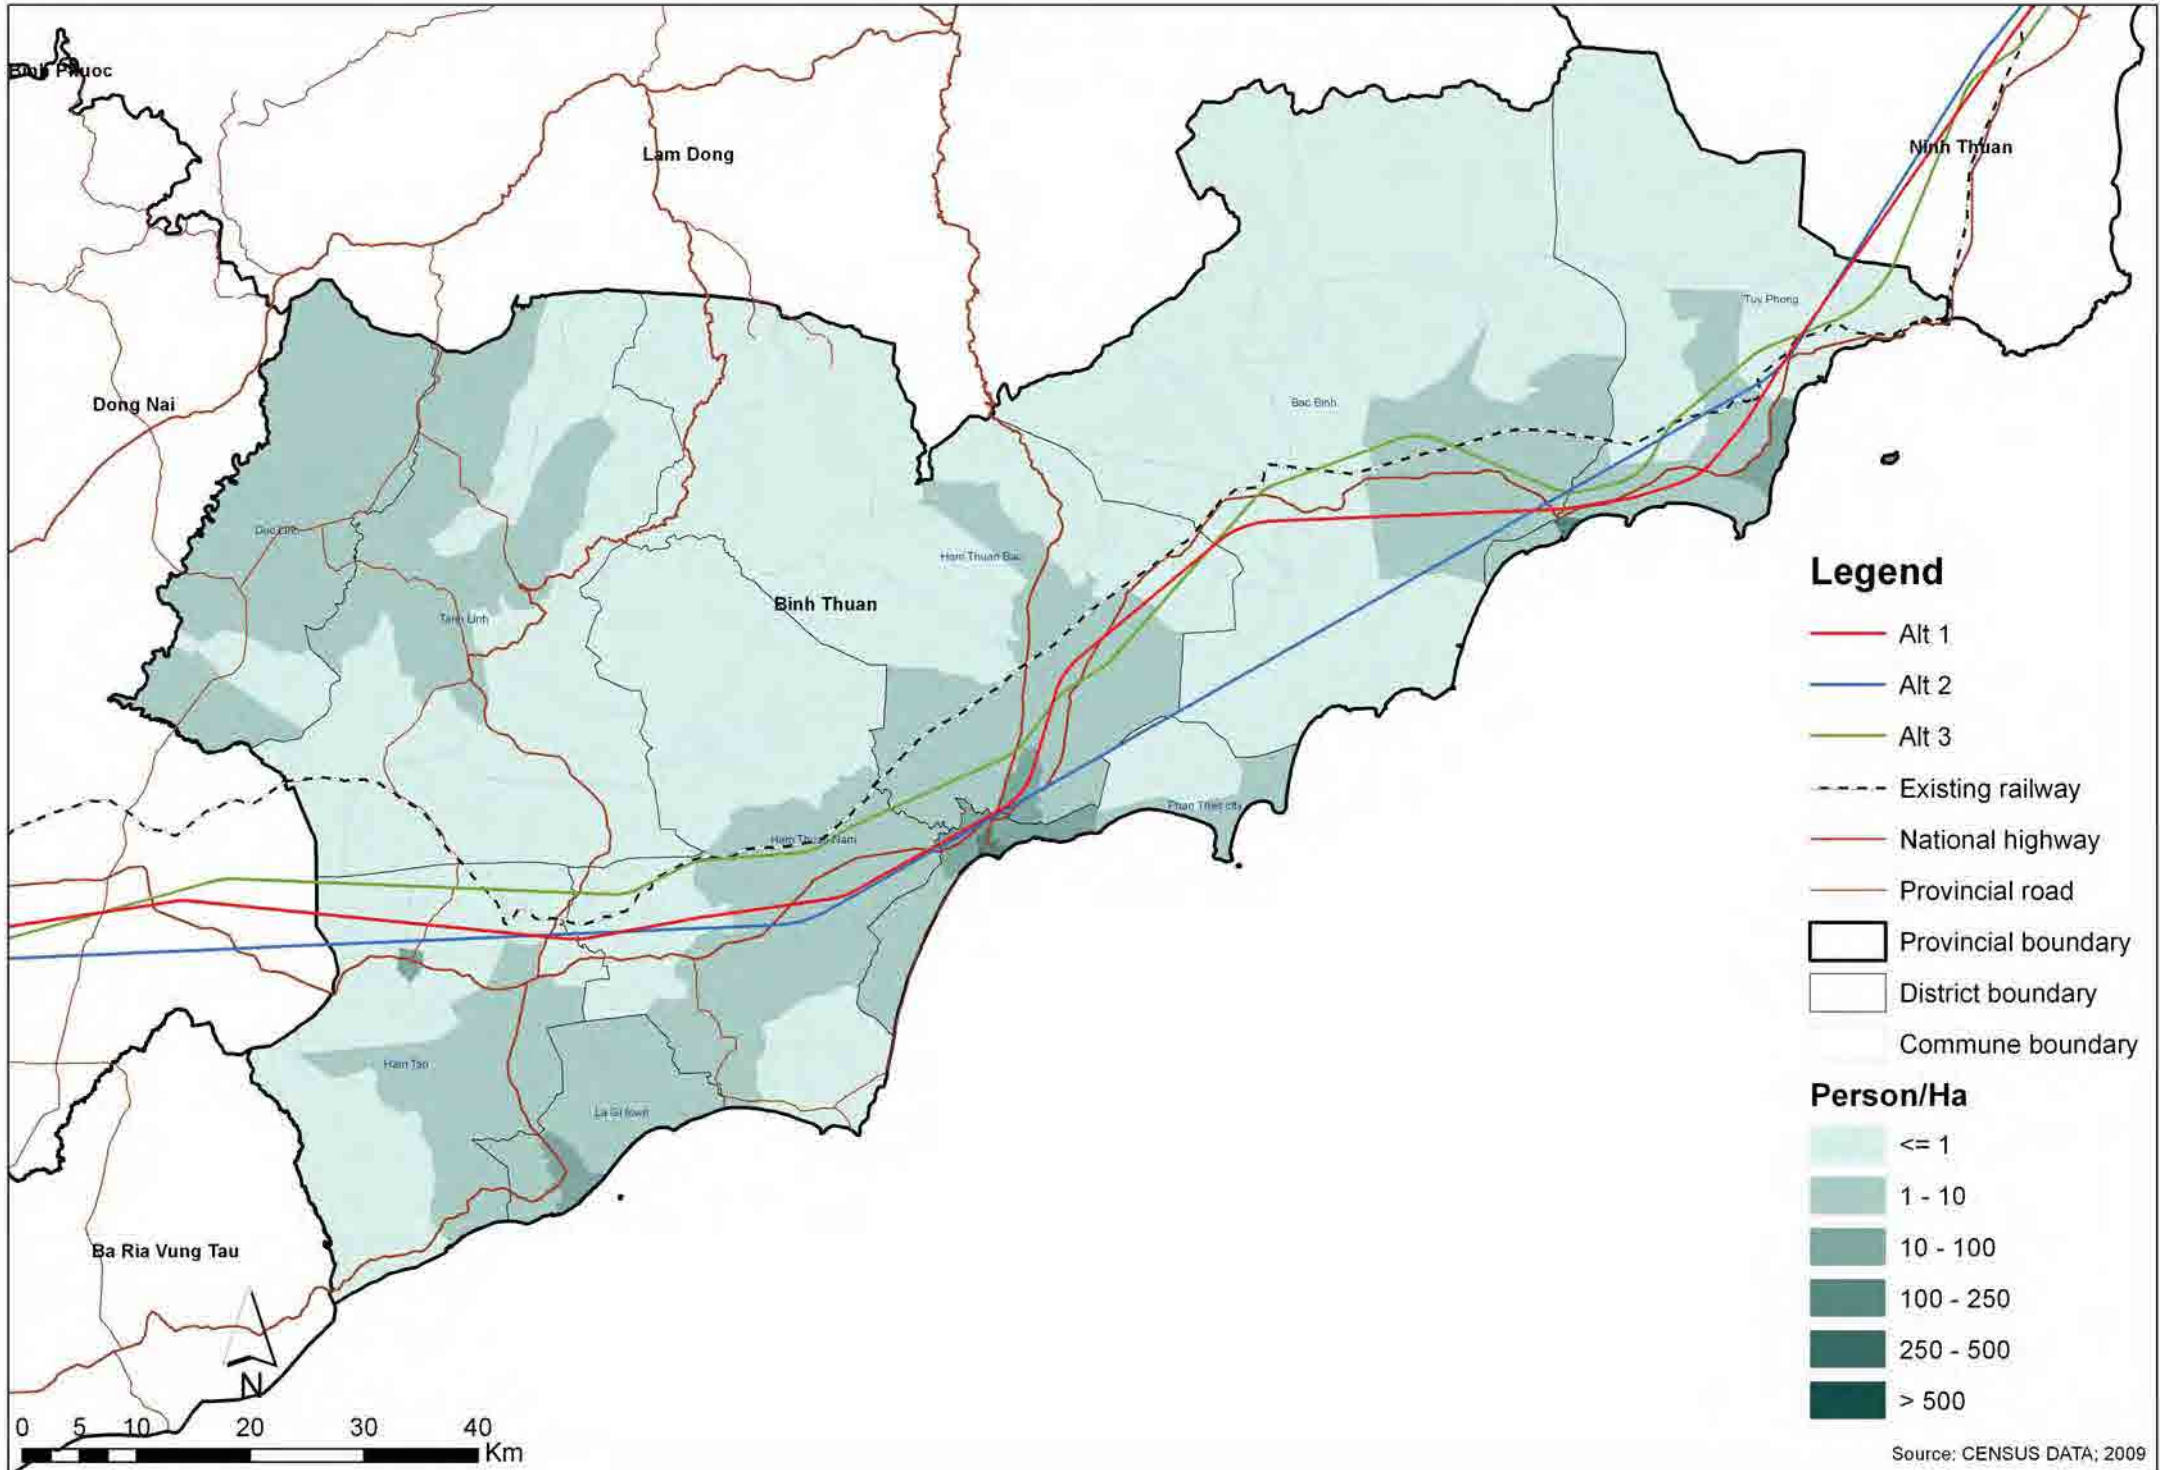 Binh Phuoc
Lam Dong
Ninh Thuan
Tuy Phong
Dong Nai
Bac Binh
Duc Linh
Ham Thuan Bac
Binh Thuan
Tanh Linh
Phan Thiet city
Ham Thuan Nam
Ham Tan
La Gi town
Ba Ria Vung Tau
N
0 5 10 20 30 40
Km
Legend
Alt 1
Alt 2
Alt 3
Existing railway
National highway
Provincial road
Provincial boundary
District boundary
Commune boundary
Person/Ha
<= 1
1 - 10
10 - 100
100 - 250
250 - 500
> 500
Source: CENSUS DATA; 2009